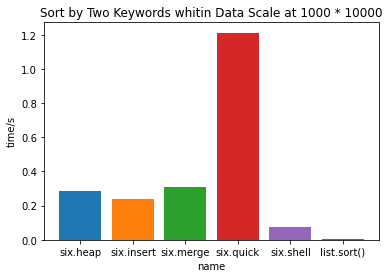 Sort by Two Keywords whitin Data Scale at 1000 * 10000
1.2
1.0
0.8
0.6
0.4
0.2
0.0
time/s
six.heap six.insert six.merge six.quick six.shell list.sort()
name